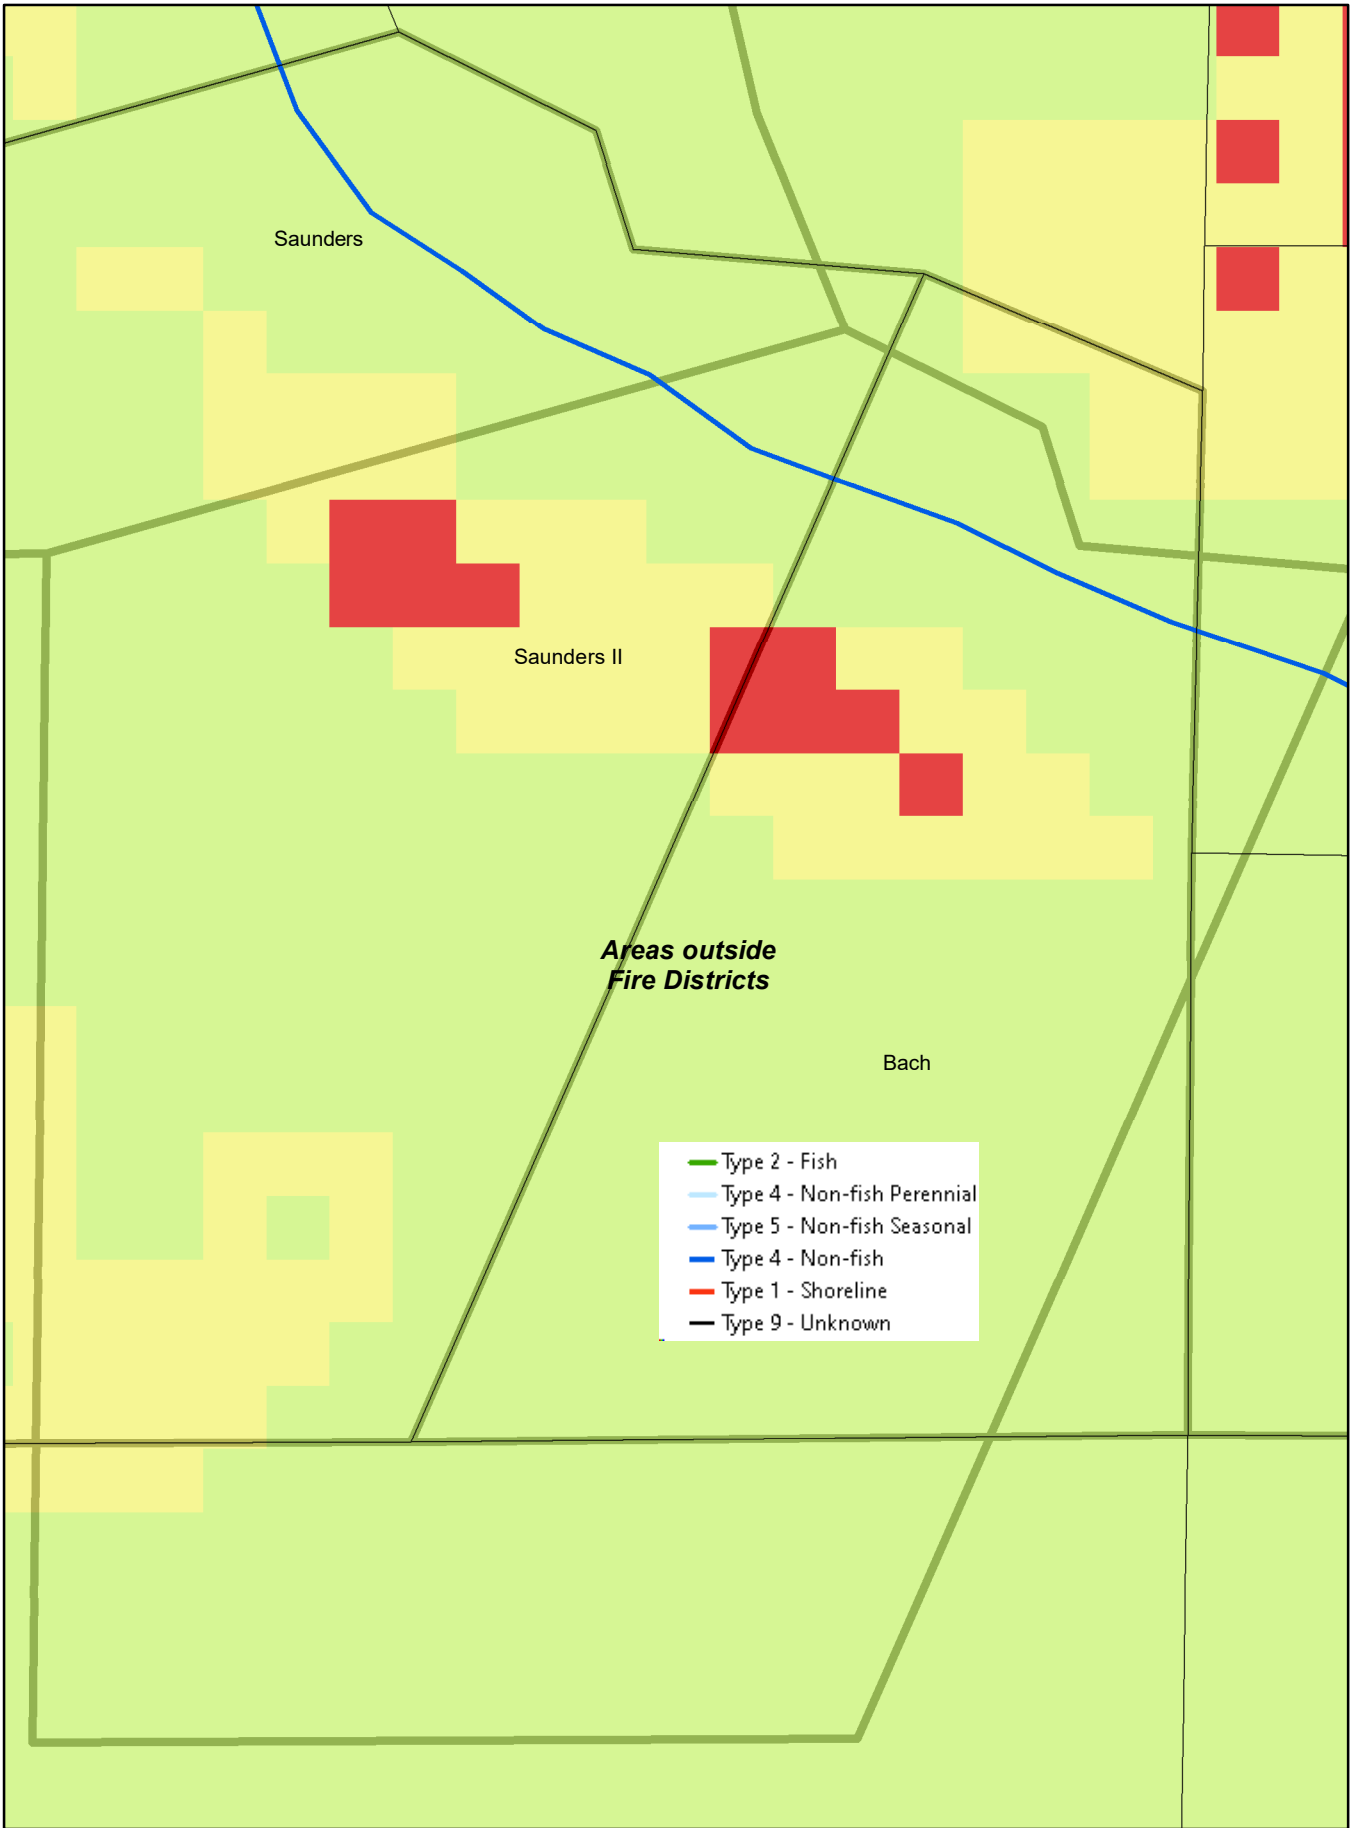 Saunders
Saunders II
Areas outside
Fire Districts
Bach
Type 2 - Fish
Type 4 - Non-fish Perennial
Type 5 - Non-fish Seasonal
Type 4 - Non-fish
Type 1 - Shoreline
Type 9 - Unknown